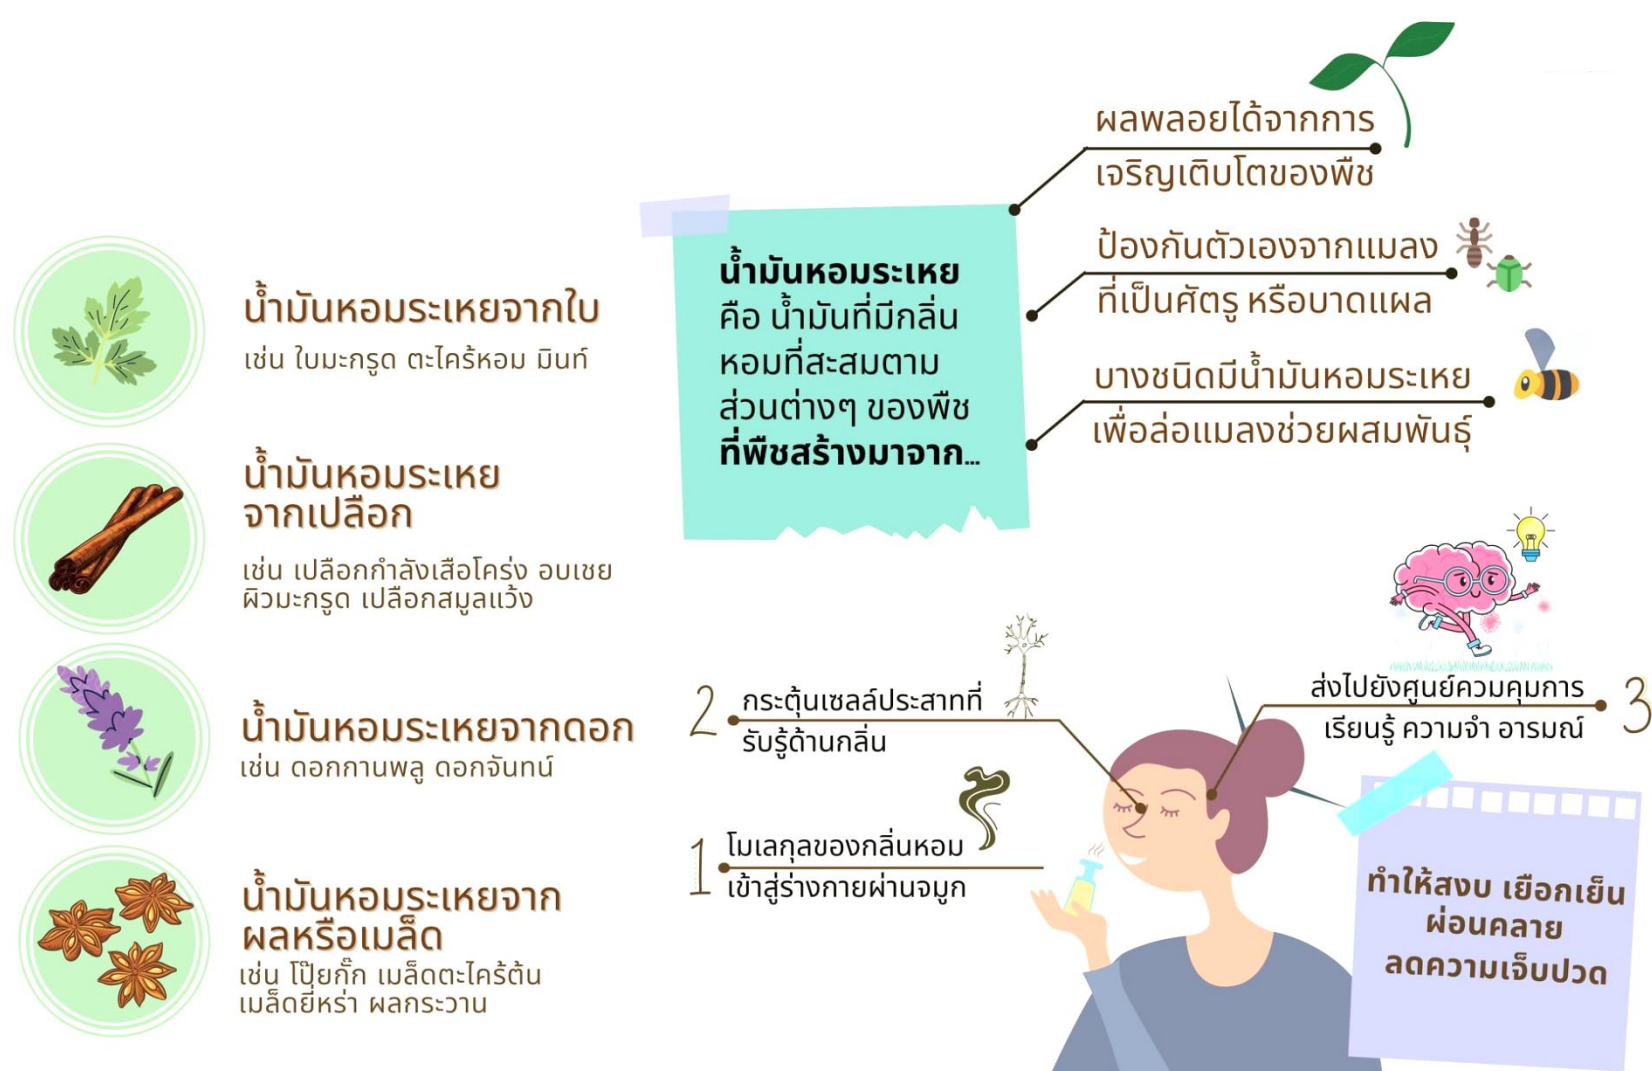 น้ำมันหอมระเหยจากใบ
เช่น ใบมะกรูด ตะไคร้หอม มินท์
น้ำมันหอมระเหย
จากเปลือก
เช่น เปลือกกำลังเสือโคร่ง อบเชย
ผิวมะกรูด เปลือกสมูลแว้ง
น้ำมันหอมระเหยจากดอก
เช่น ดอกกานพลู ดอกจันทน์
น้ำมันหอมระเหยจาก
ผลหรือเมล็ด
เช่น โป๊ยกั๊ก เมล็ดตะไคร้ต้น
เมล็ดยี่หร่า ผลกระวาน
น้ำมันหอมระเหย
คือ น้ำมันที่มีกลิ่น
หอมที่สะสมตาม
ส่วนต่างๆ ของพืช
ที่พืชสร้างมาจาก...
ผลพลอยได้จากการ
เจริญเติบโตของพืช
ป้องกันตัวเองจากแมลง
ที่เป็นศัตรู หรือบาดแผล
บางชนิดมีน้ำมันหอมระเหย
เพื่อล่อแมลงช่วยผสมพันธุ์
1
โมเลกุลของกลิ่นหอม
เข้าสู่ร่างกายผ่านจมูก
2
กระตุ้นเซลล์ประสาทที่
รับรู้ด้านกลิ่น
3
ส่งไปยังศูนย์ควมคุมการ
เรียนรู้ ความจำ อารมณ์
ทำให้สงบ เยือกเย็น
ผ่อนคลาย
ลดความเจ็บปวด